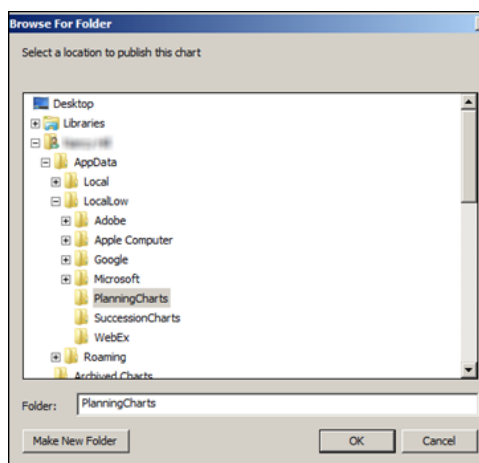 Browse For Folder
Select a location to publish this chart
Desktop
Libraries
AppData
Local
LocalLow
Adobe
Apple Computer
Google
Microsoft
PlanningCharts
SuccessionCharts
WebEx
Roaming
Archived Charts
Folder: PlanningCharts
Make New Folder OK Cancel